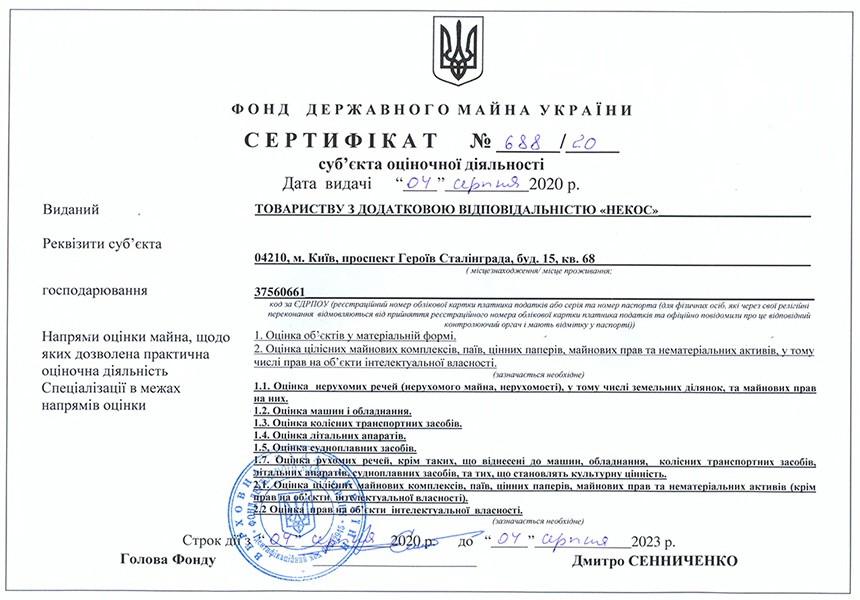 ФОНД ДЕРЖАВНОГО МАЙНА УКРАЇНИ
СЕРТИФІКАТ № 688 / 20
суб’єкта оціночної діяльності
Дата видачі “04” серпня 2020 р.
Виданий ТОВАРИСТВУ З ДОДАТКОВОЮ ВІДПОВІДАЛЬНІСТЮ «НЕКОС»
Реквізити суб’єкта
04210, м. Київ, проспект Героїв Сталінграда, буд. 15, кв. 68
( місцезнаходження/ місце проживання;
господарювання 37560661
код за ЄДРПОУ (реєстраційний номер облікової картки платника податків або серія та номер паспорта (для фізичних осіб, які через свої релігійні
переконання відмовляються від прийняття реєстраційного номера облікової картки платника податків та офіційно повідомили про це відповідний
контролюючий орган і мають відмітку у паспорті))
Напрями оцінки майна, щодо
яких дозволена практична
оціночна діяльність
1. Оцінка об’єктів у матеріальній формі.
2. Оцінка цілісних майнових комплексів, паїв, цінних паперів, майнових прав та нематеріальних активів, у тому
числі прав на об’єкти інтелектуальної власності.
(зазначається необхідне)
Спеціалізації в межах
напрямів оцінки
1.1. Оцінка нерухомих речей (нерухомого майна, нерухомості), у тому числі земельних ділянок, та майнових прав
на них.
1.2. Оцінка машин і обладнання.
1.3. Оцінка колісних транспортних засобів.
1.4. Оцінка літальних апаратів.
1.5. Оцінка судноплавних засобів.
1.7. Оцінка рухомих речей, крім таких, що віднесені до машин, обладнання, колісних транспортних засобів,
літальних апаратів, судноплавних засобів, та тих, що становлять культурну цінність.
2.1. Оцінка цілісних майнових комплексів, паїв, цінних паперів, майнових прав та нематеріальних активів (крім
прав на об’єкти інтелектуальної власності).
2.2 Оцінка прав на об’єкти інтелектуальної власності.
(зазначається необхідне)
Строк дії з “04” серпня 2020 р. до “04” серпня 2023 р.
Голова Фонду Дмитро СЕННИЧЕНКО